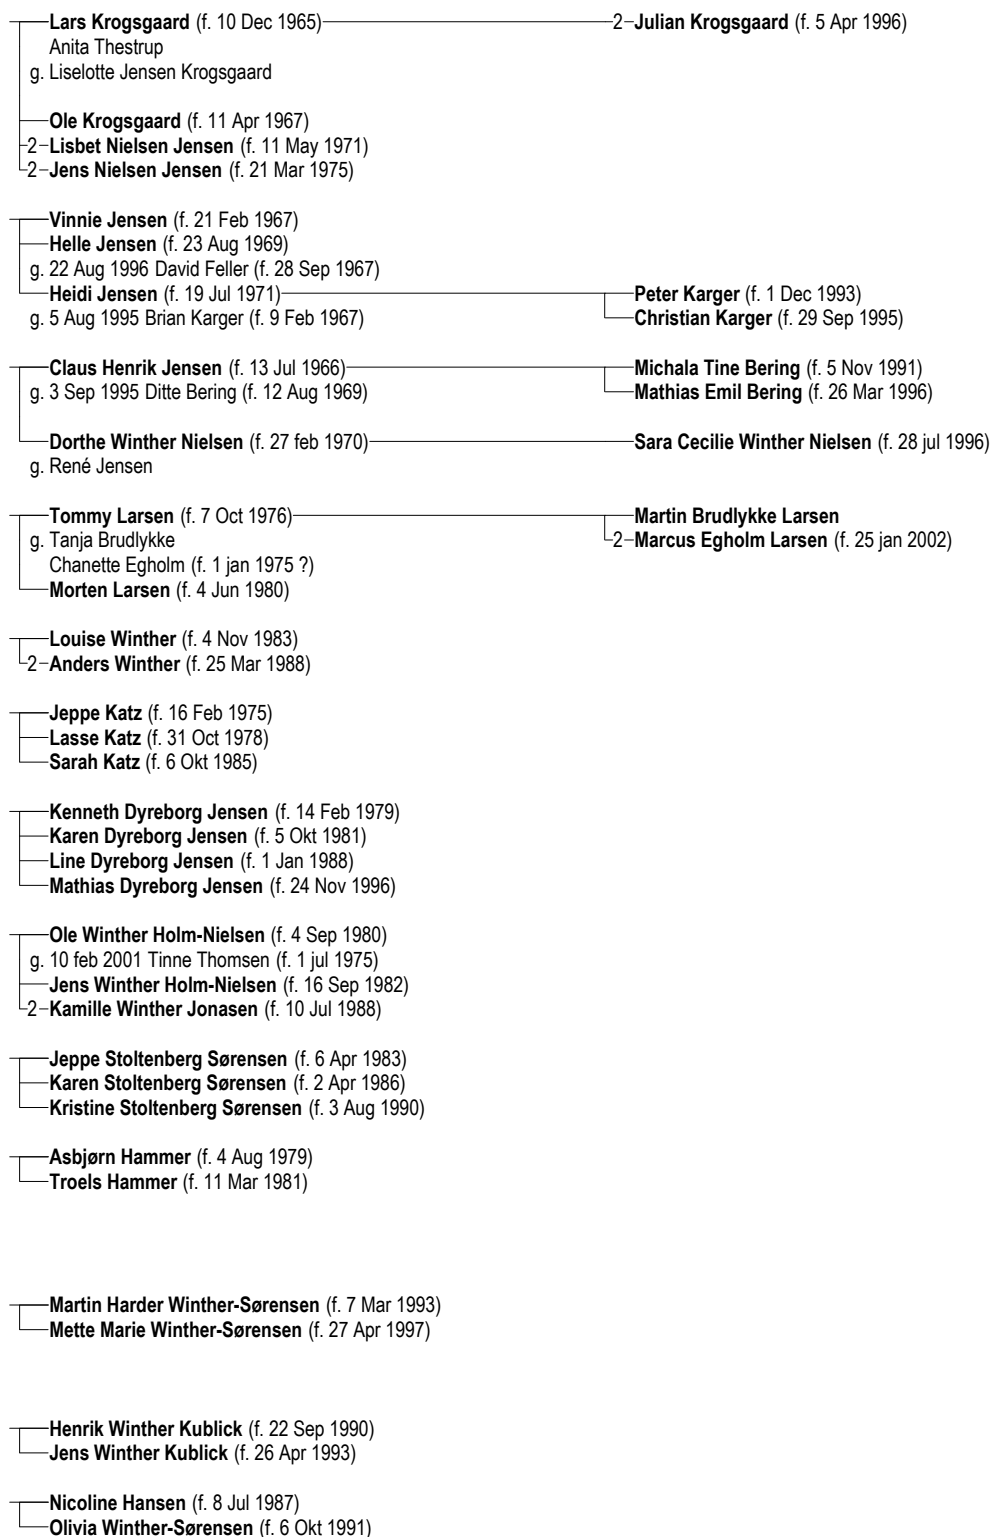 Lars Krogsgaard (f. 10 Dec 1965) 2 Julian Krogsgaard (f. 5 Apr 1996)
Anita Thestrup
g. Liselotte Jensen Krogsgaard
Ole Krogsgaard (f. 11 Apr 1967)
2 Lisbet Nielsen Jensen (f. 11 May 1971)
2 Jens Nielsen Jensen (f. 21 Mar 1975)
Vinnie Jensen (f. 21 Feb 1967)
Helle Jensen (f. 23 Aug 1969)
g. 22 Aug 1996 David Feller (f. 28 Sep 1967)
Heidi Jensen (f. 19 Jul 1971) Peter Karger (f. 1 Dec 1993)
g. 5 Aug 1995 Brian Karger (f. 9 Feb 1967) Christian Karger (f. 29 Sep 1995)
Claus Henrik Jensen (f. 13 Jul 1966) Michala Tine Bering (f. 5 Nov 1991)
g. 3 Sep 1995 Ditte Bering (f. 12 Aug 1969) Mathias Emil Bering (f. 26 Mar 1996)
Dorthe Winther Nielsen (f. 27 feb 1970) Sara Cecilie Winther Nielsen (f. 28 jul 1996)
g. René Jensen
Tommy Larsen (f. 7 Oct 1976) Martin Brudlykke Larsen
g. Tanja Brudlykke 2 Marcus Egholm Larsen (f. 25 jan 2002)
Chanette Egholm (f. 1 jan 1975 ?)
Morten Larsen (f. 4 Jun 1980)
Louise Winther (f. 4 Nov 1983)
2 Anders Winther (f. 25 Mar 1988)
Jeppe Katz (f. 16 Feb 1975)
Lasse Katz (f. 31 Oct 1978)
Sarah Katz (f. 6 Okt 1985)
Kenneth Dyreborg Jensen (f. 14 Feb 1979)
Karen Dyreborg Jensen (f. 5 Okt 1981)
Line Dyreborg Jensen (f. 1 Jan 1988)
Mathias Dyreborg Jensen (f. 24 Nov 1996)
Ole Winther Holm-Nielsen (f. 4 Sep 1980)
g. 10 feb 2001 Tinne Thomsen (f. 1 jul 1975)
Jens Winther Holm-Nielsen (f. 16 Sep 1982)
2 Kamille Winther Jonasen (f. 10 Jul 1988)
Jeppe Stoltenberg Sørensen (f. 6 Apr 1983)
Karen Stoltenberg Sørensen (f. 2 Apr 1986)
Kristine Stoltenberg Sørensen (f. 3 Aug 1990)
Asbjørn Hammer (f. 4 Aug 1979)
Troels Hammer (f. 11 Mar 1981)
Martin Harder Winther-Sørensen (f. 7 Mar 1993)
Mette Marie Winther-Sørensen (f. 27 Apr 1997)
Henrik Winther Kublick (f. 22 Sep 1990)
Jens Winther Kublick (f. 26 Apr 1993)
Nicoline Hansen (f. 8 Jul 1987)
Olivia Winther-Sørensen (f. 6 Okt 1991)